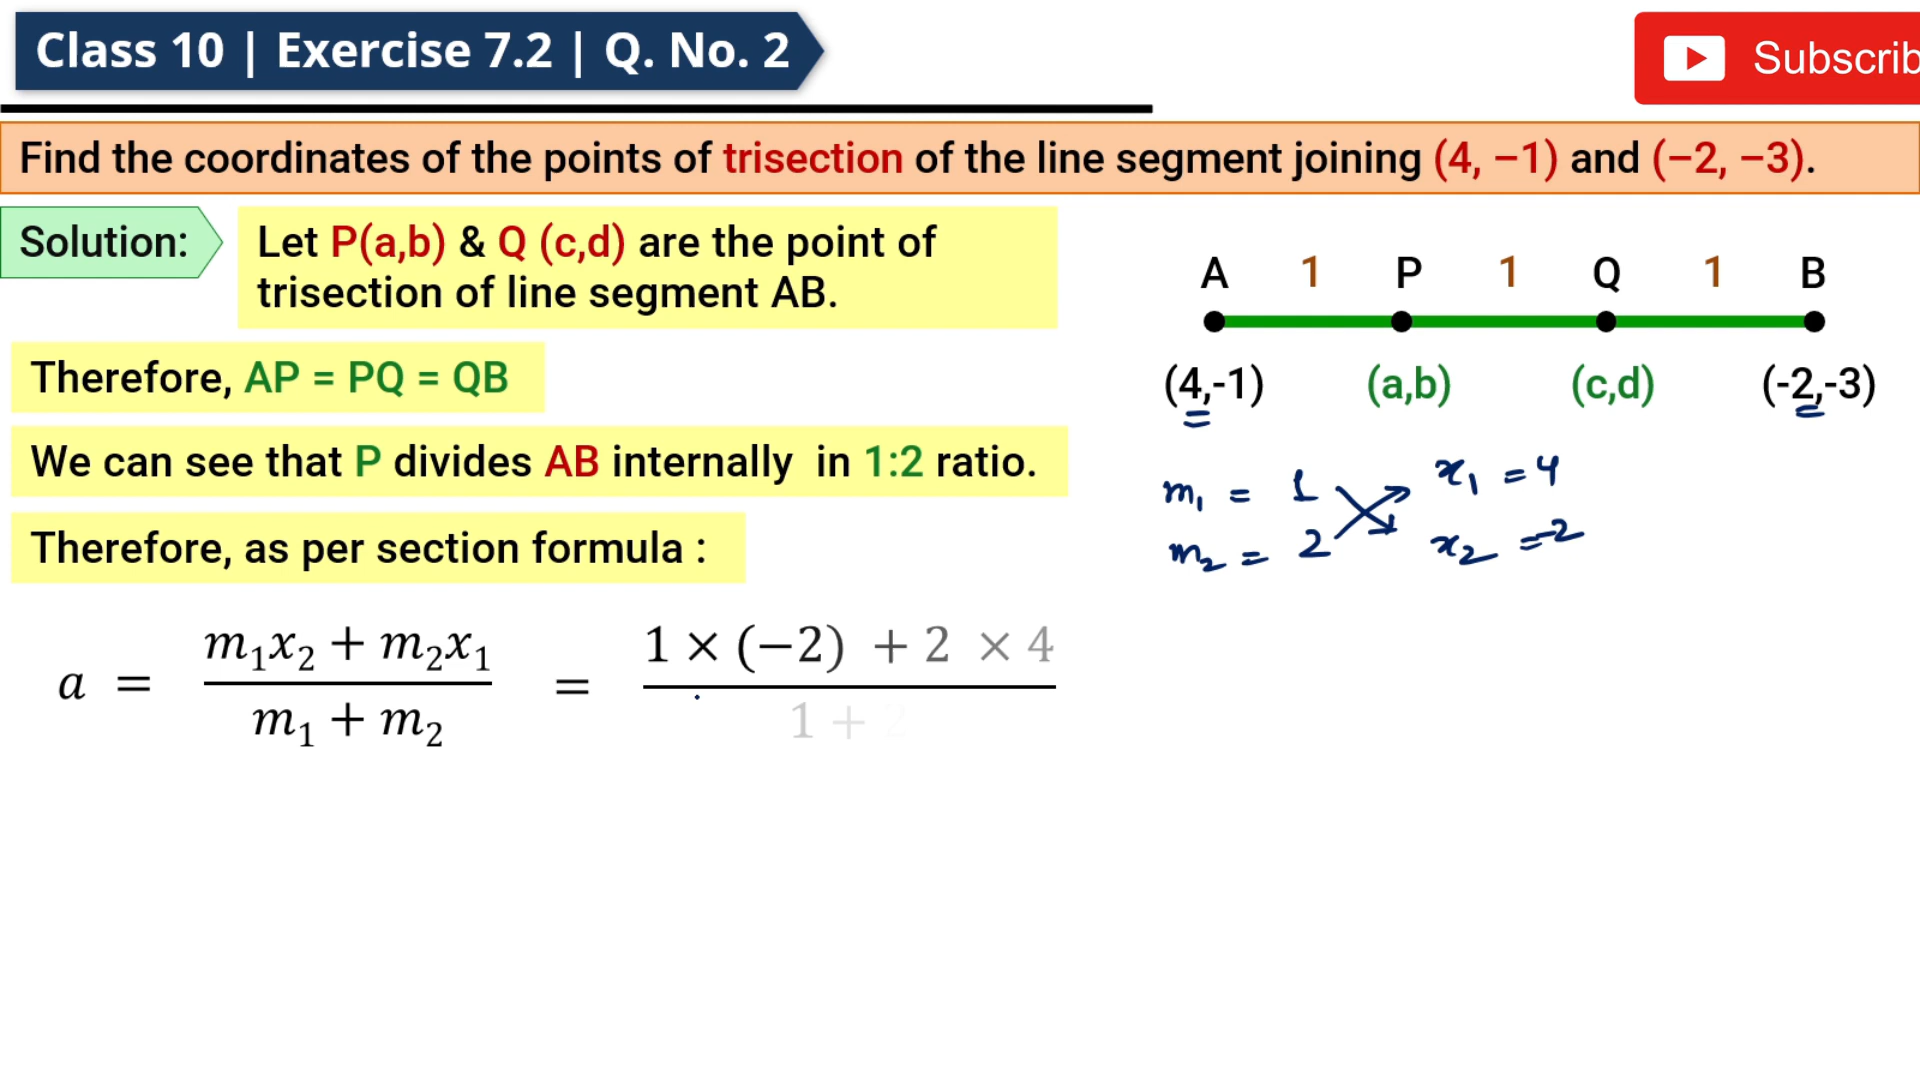 Class 10 | Exercise 7.2 | Q. No. 2
Subscrib
Find the coordinates of the points of trisection of the line segment joining (4, −1) and (−2, −3).
Solution:
Let P(a,b) & Q (c,d) are the point of
trisection of line segment AB.
A 1 P 1 Q 1 B
(4,-1) (a,b) (c,d) (-2,-3)
Therefore, AP = PQ = QB
We can see that P divides AB internally in 1:2 ratio.
m₁ = 1 x₁ = 4
m₂ = 2 x₂ = -2
Therefore, as per section formula :
a = (m₁x₂ + m₂x₁)/(m₁ + m₂) = (1 × (−2) + 2 × 4)/(1 + 2)